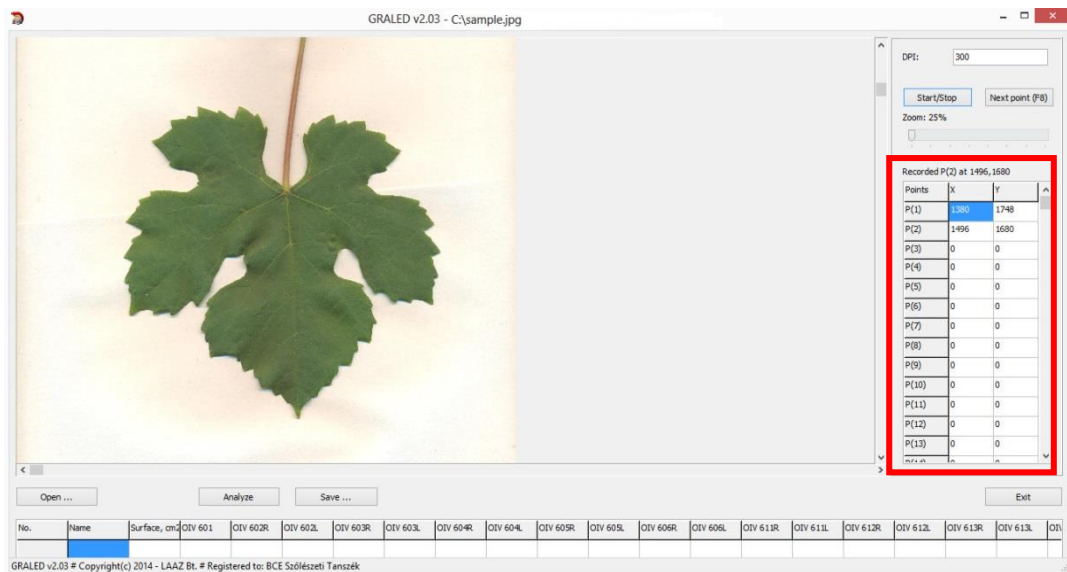 GRALED v2.03 - C:\sample.jpg
DPI: 300
Start/Stop Next point (F8)
Zoom: 25%
Recorded P(2) at 1496,1680
Points X Y
P(1) 1380 1748
P(2) 1496 1680
P(3) 0 0
P(4) 0 0
P(5) 0 0
P(6) 0 0
P(7) 0 0
P(8) 0 0
P(9) 0 0
P(10) 0 0
P(11) 0 0
P(12) 0 0
P(13) 0 0
Open ... Analyze Save ... Exit
No. Name Surface, cm2 OIV 601 OIV 602R OIV 602L OIV 603R OIV 603L OIV 604R OIV 604L OIV 605R OIV 605L OIV 606R OIV 606L OIV 611R OIV 611L OIV 612R OIV 612L OIV 613R OIV 613L
GRALED v2.03 # Copyright(c) 2014 - LAAZ Bt. # Registered to: BCE Szőlészeti Tanszék